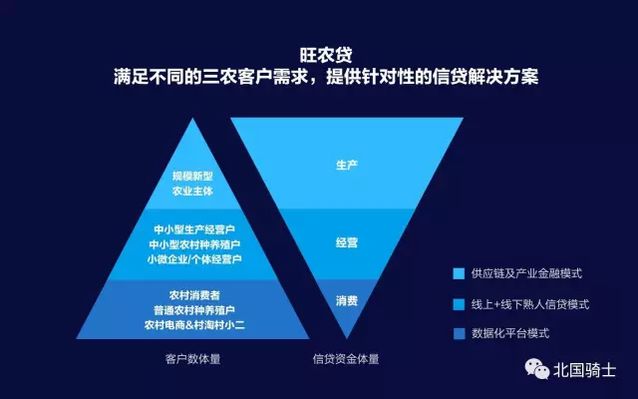 旺农贷
满足不同的三农客户需求，提供针对性的信贷解决方案
规模新型
农业主体
中小型生产经营户
中小型农村种养殖户
小微企业/个体经营户
农村消费者
普通农村种养殖户
农村电商&村淘村小二
客户数体量
生产
经营
消费
信贷资金体量
供应链及产业金融模式
线上+线下熟人信贷模式
数据化平台模式
北国骑士